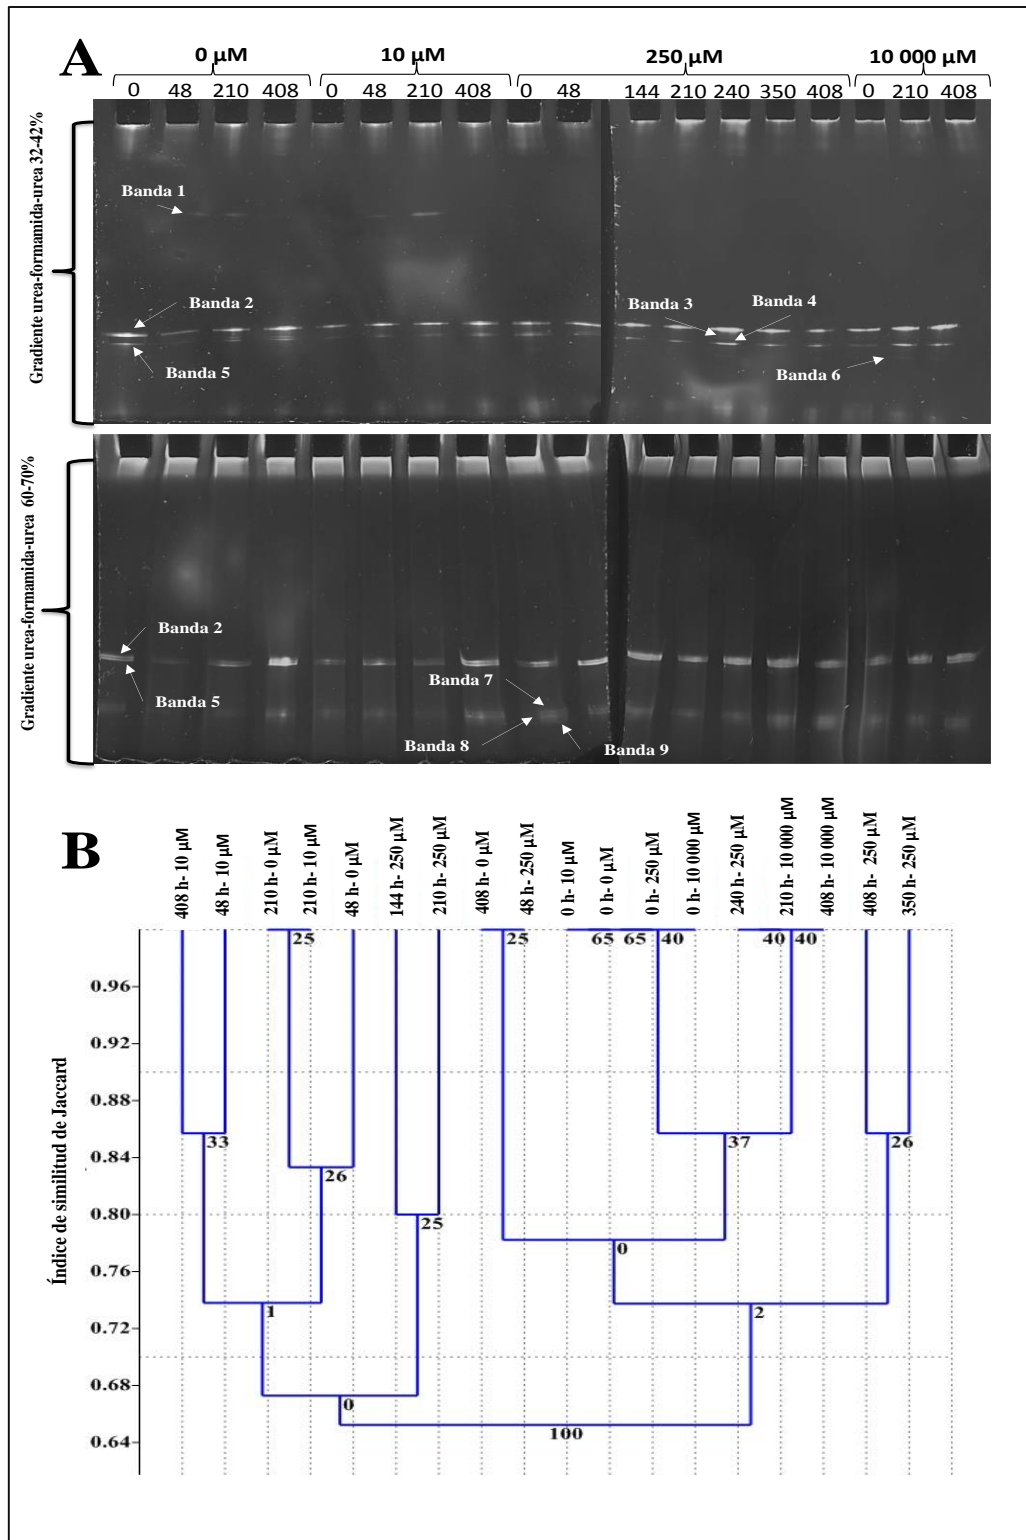 A
0 µM 10 µM 250 µM 10 000 µM
0 48 210 408 0 48 210 408 0 48 144 210 240 350 408 0 210 408
Gradiente urea-formamida-urea 32-42%
Banda 1
Banda 2
Banda 3
Banda 4
Banda 5
Banda 6
Gradiente urea-formamida-urea 60-70%
Banda 2
Banda 5
Banda 7
Banda 8
Banda 9
B
408 h- 10 µM
48 h- 10 µM
210 h- 0 µM
210 h- 10 µM
48 h- 0 µM
144 h- 250 µM
210 h- 250 µM
408 h- 0 µM
48 h- 250 µM
0 h- 10 µM
0 h- 0 µM
0 h- 250 µM
0 h- 10 000 µM
240 h- 250 µM
210 h- 10 000 µM
408 h- 10 000 µM
408 h- 250 µM
350 h- 250 µM
Índice de similitud de Jaccard
25 25 65 65 40 40 40
0.96
0.92
0.88
33 37 26
0.84
26
0.80
25
0
0.76
1 2
0.72
0.68
0
100
0.64